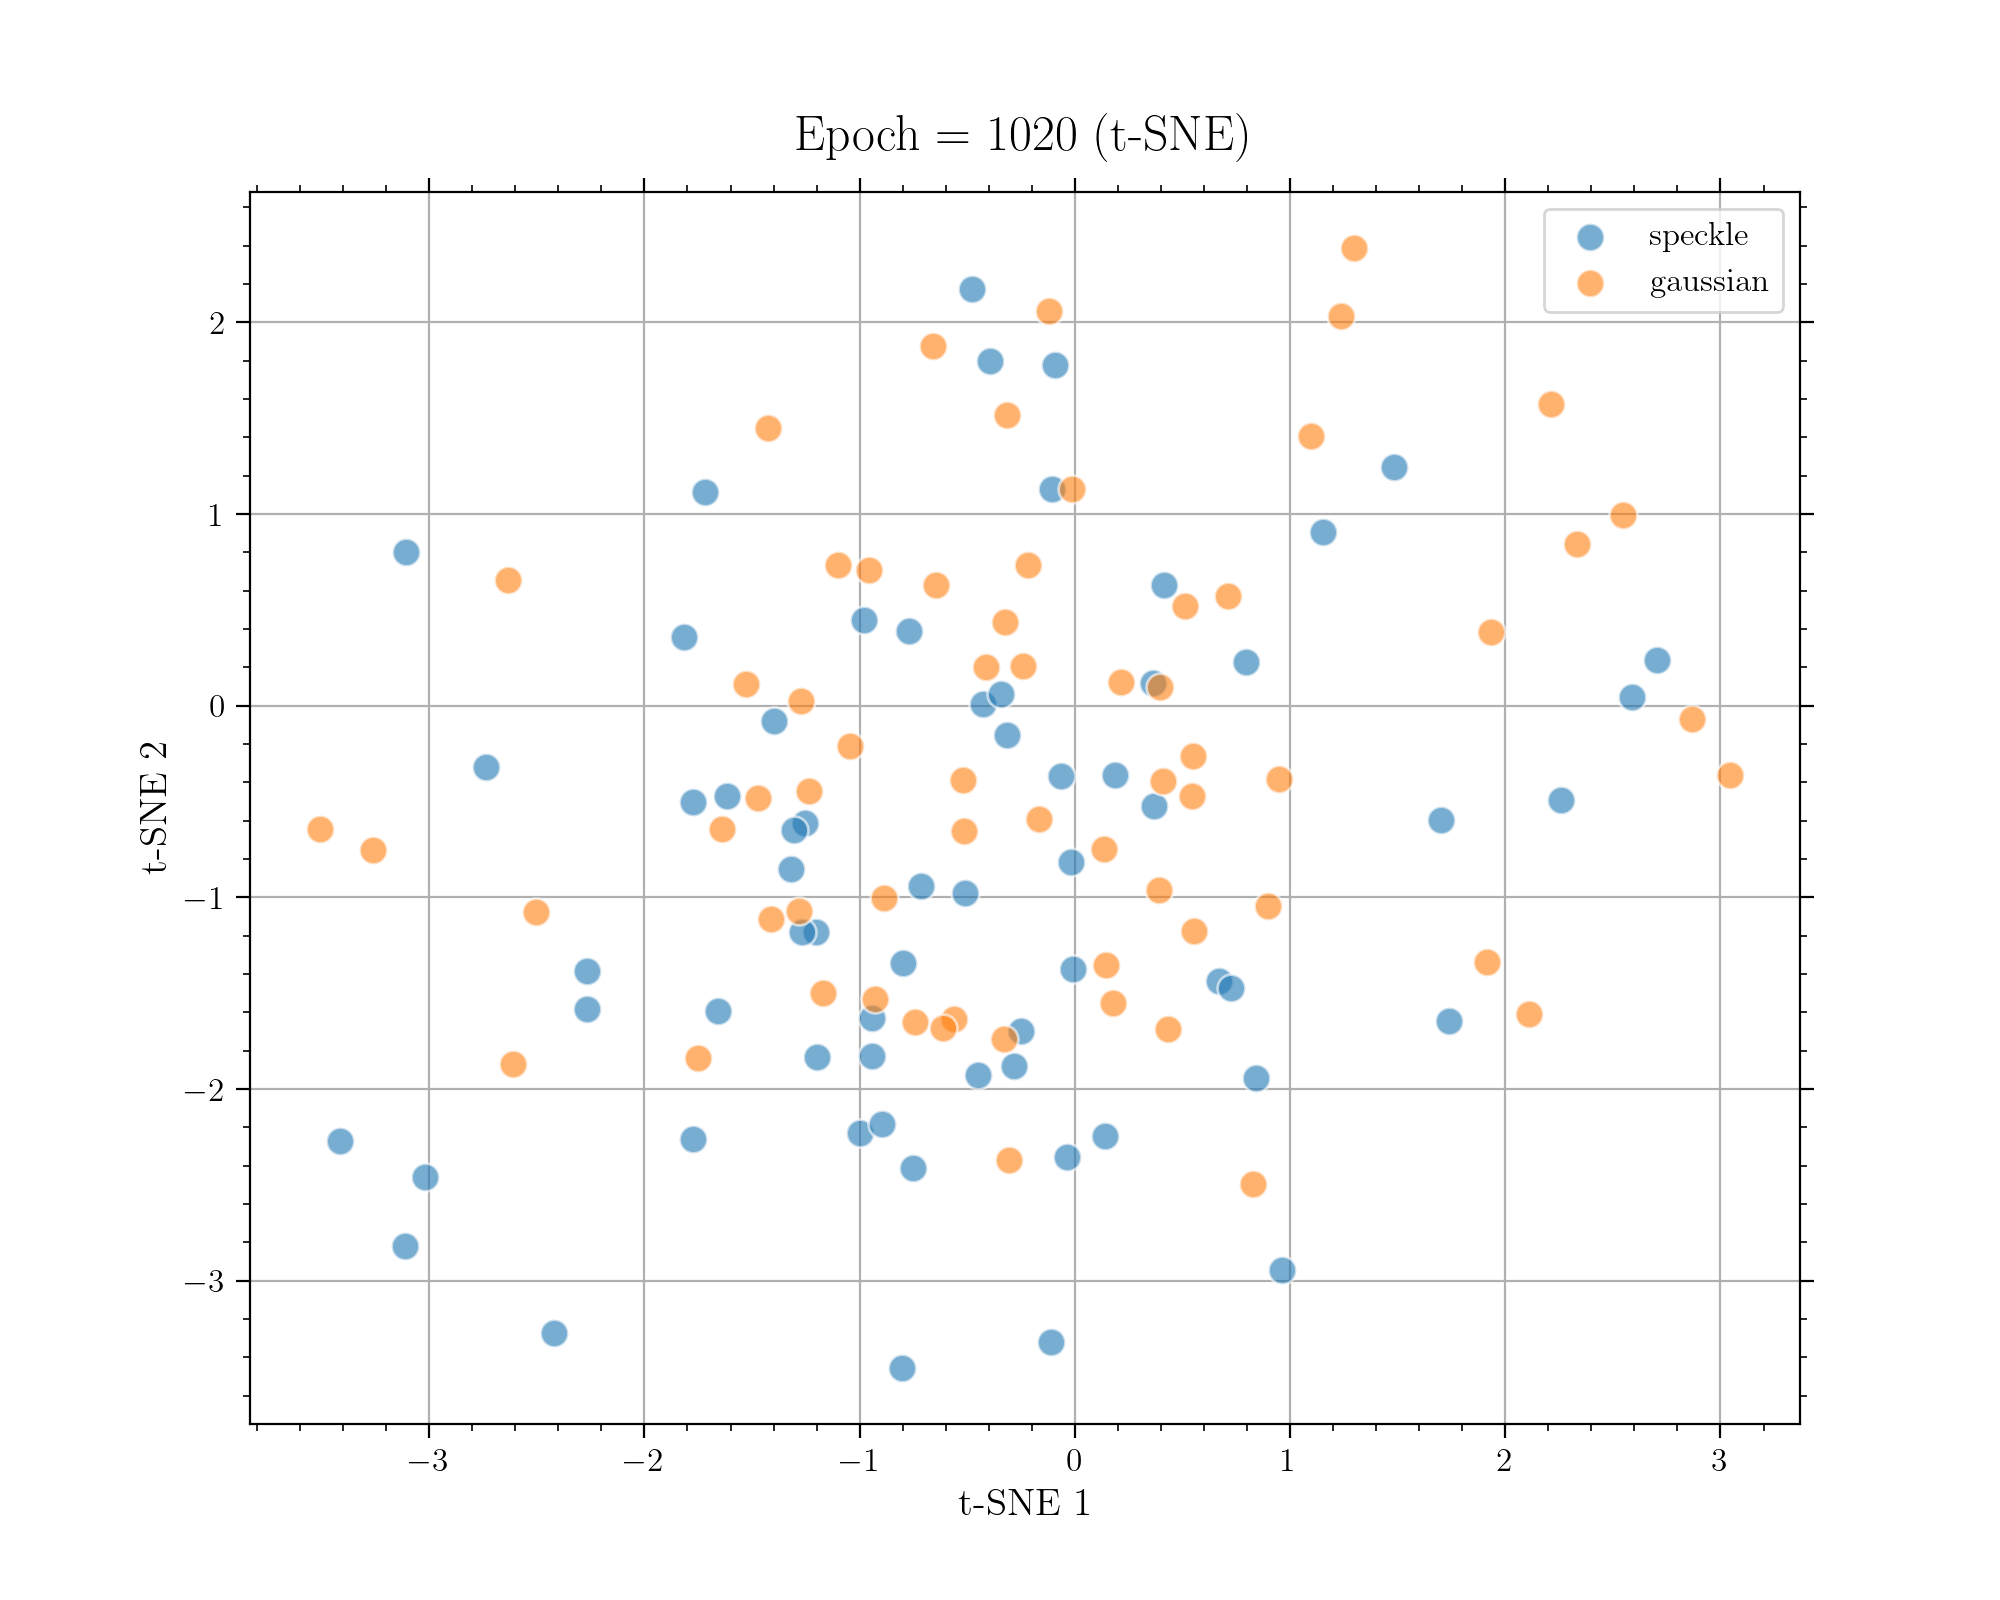 Epoch = 1020 (t-SNE)
speckle
gaussian
2
1
0
−1
−2
−3
t-SNE 2
−3 −2 −1 0 1 2 3
t-SNE 1